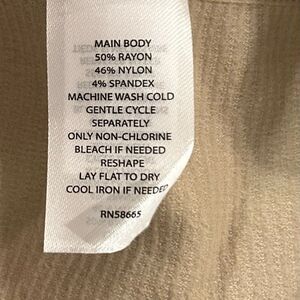 MAIN BODY
50% RAYON
46% NYLON
4% SPANDEX
MACHINE WASH COLD
GENTLE CYCLE
SEPARATELY
ONLY NON-CHLORINE
BLEACH IF NEEDED
RESHAPE
LAY FLAT TO DRY
COOL IRON IF NEEDED
RN58665